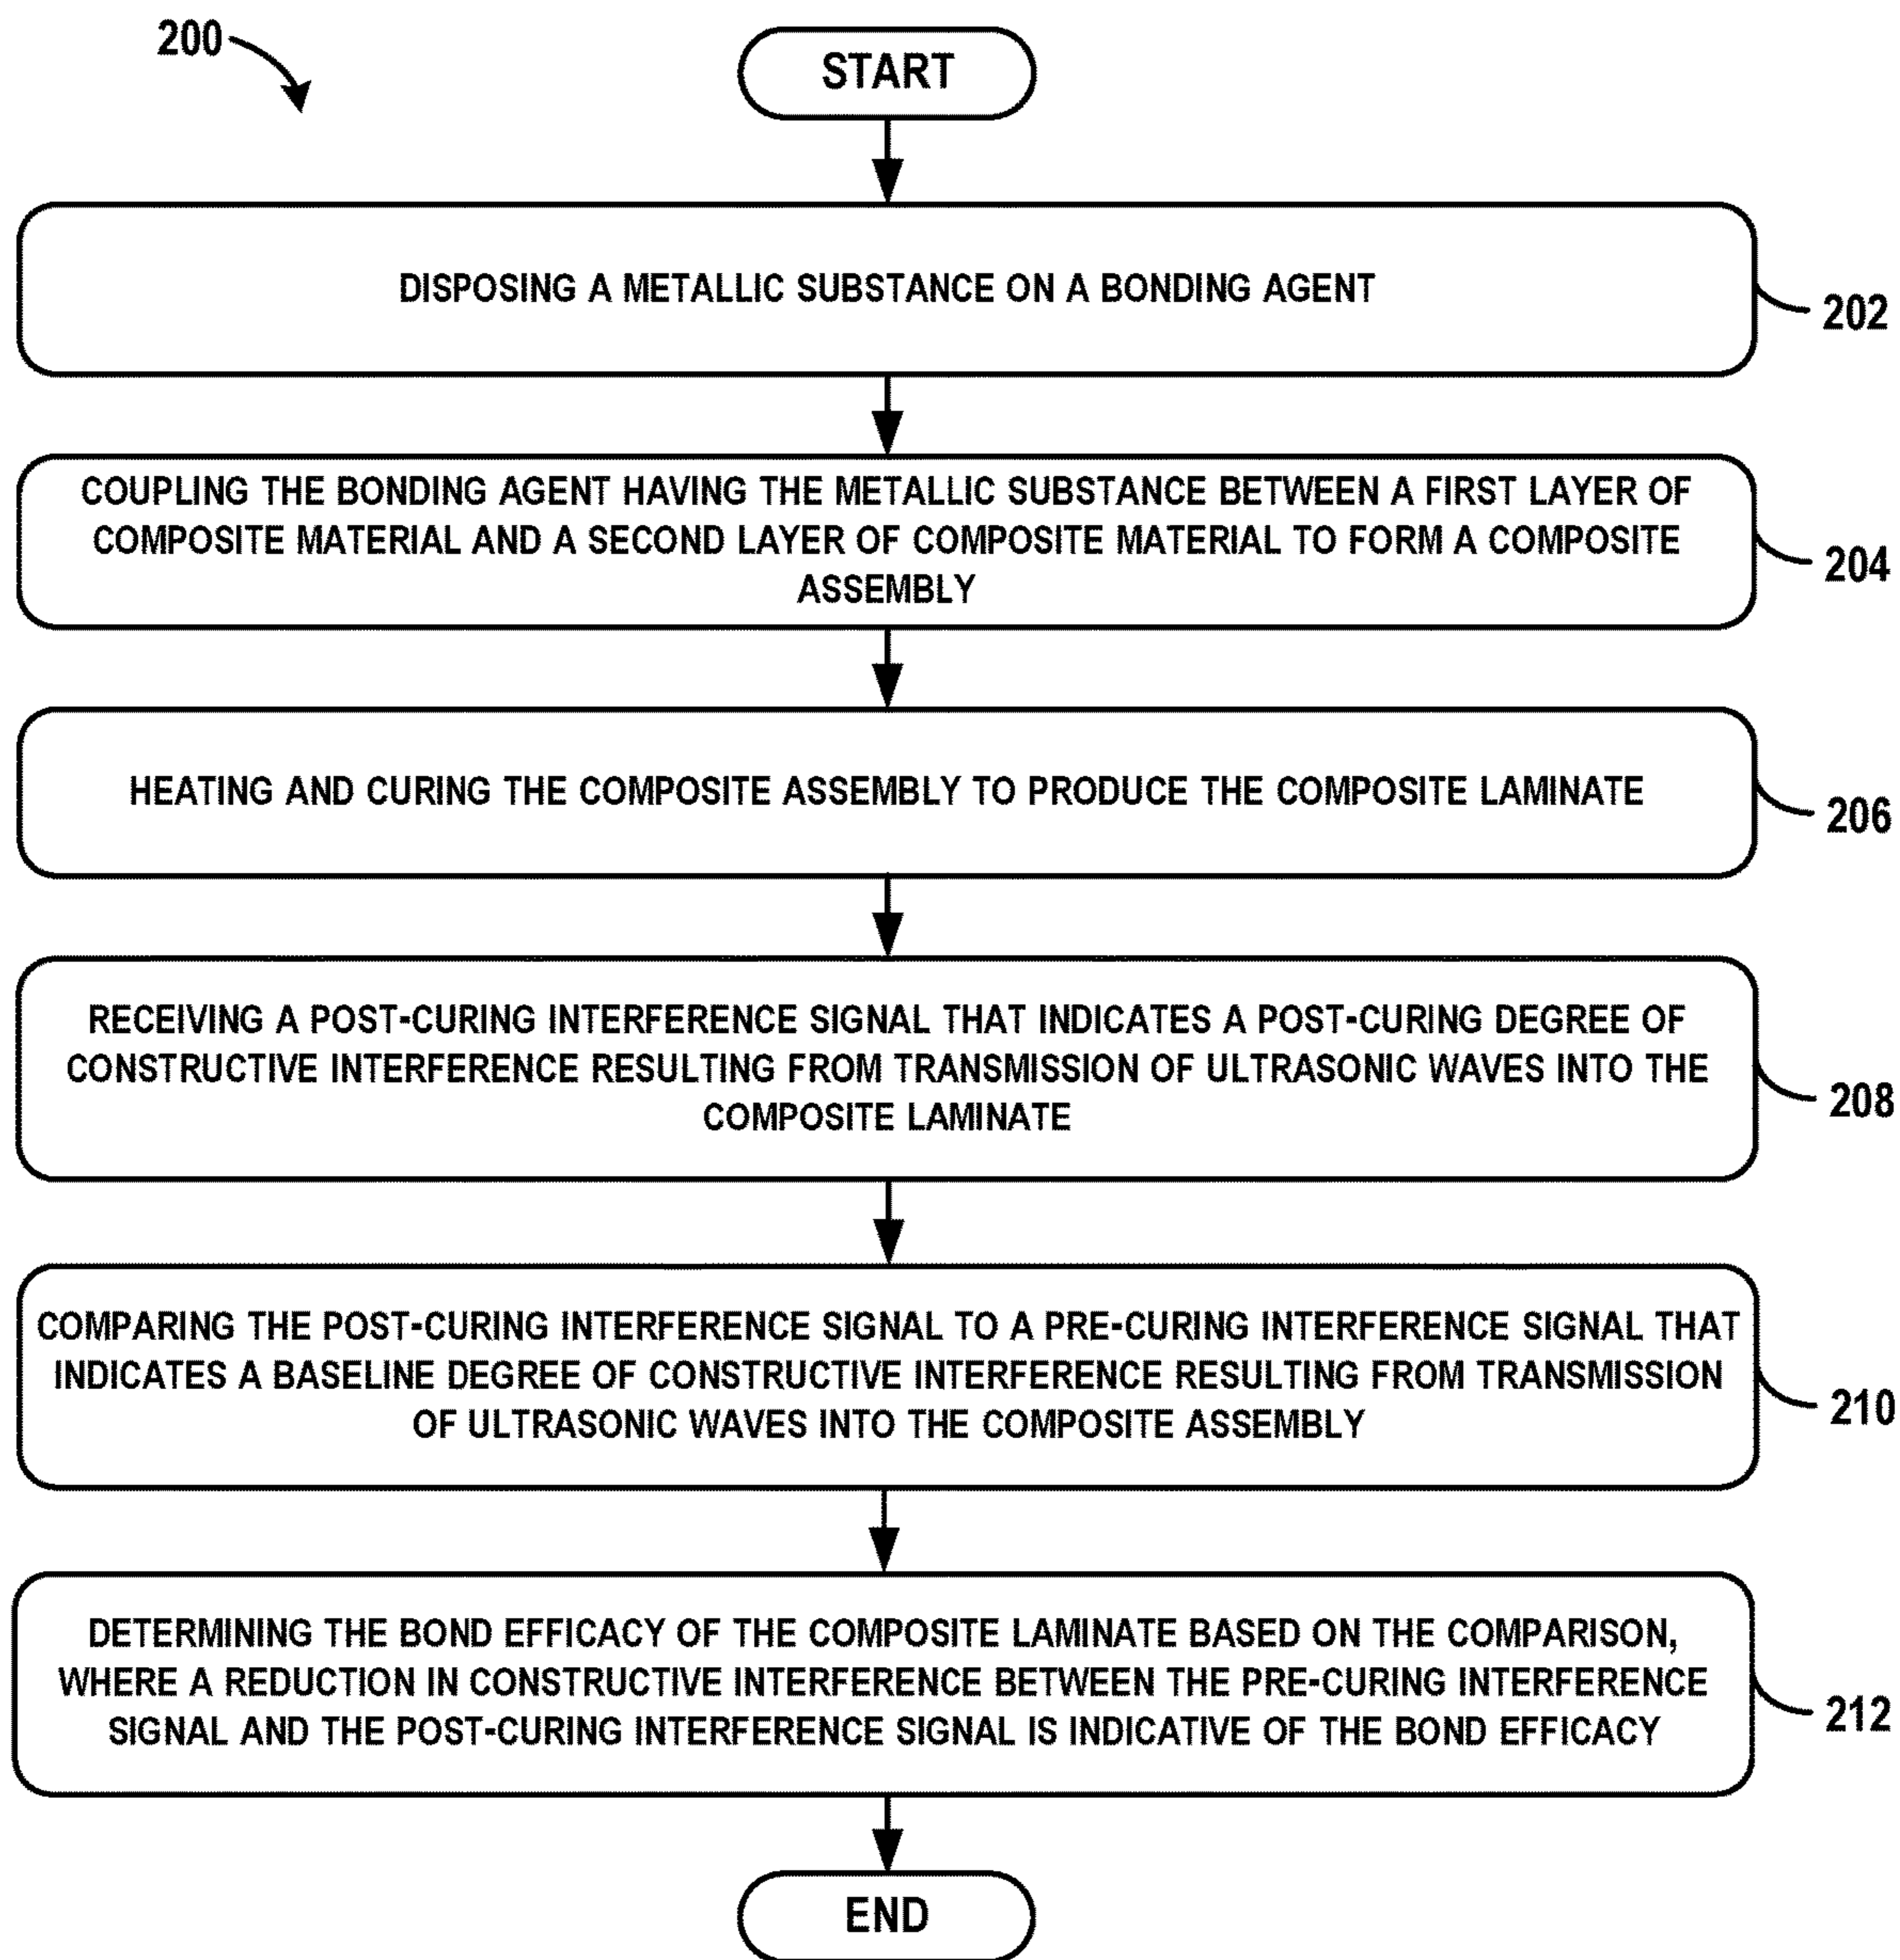 200
START
DISPOSING A METALLIC SUBSTANCE ON A BONDING AGENT
202
COUPLING THE BONDING AGENT HAVING THE METALLIC SUBSTANCE BETWEEN A FIRST LAYER OF
COMPOSITE MATERIAL AND A SECOND LAYER OF COMPOSITE MATERIAL TO FORM A COMPOSITE
ASSEMBLY
204
HEATING AND CURING THE COMPOSITE ASSEMBLY TO PRODUCE THE COMPOSITE LAMINATE
206
RECEIVING A POST-CURING INTERFERENCE SIGNAL THAT INDICATES A POST-CURING DEGREE OF
CONSTRUCTIVE INTERFERENCE RESULTING FROM TRANSMISSION OF ULTRASONIC WAVES INTO THE
COMPOSITE LAMINATE
208
COMPARING THE POST-CURING INTERFERENCE SIGNAL TO A PRE-CURING INTERFERENCE SIGNAL THAT
INDICATES A BASELINE DEGREE OF CONSTRUCTIVE INTERFERENCE RESULTING FROM TRANSMISSION
OF ULTRASONIC WAVES INTO THE COMPOSITE ASSEMBLY
210
DETERMINING THE BOND EFFICACY OF THE COMPOSITE LAMINATE BASED ON THE COMPARISON,
WHERE A REDUCTION IN CONSTRUCTIVE INTERFERENCE BETWEEN THE PRE-CURING INTERFERENCE
SIGNAL AND THE POST-CURING INTERFERENCE SIGNAL IS INDICATIVE OF THE BOND EFFICACY
212
END